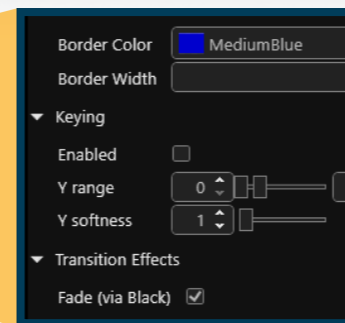 Border Color MediumBlue
Border Width
Keying
Enabled
Y range 0
Y softness 1
Transition Effects
Fade (via Black)